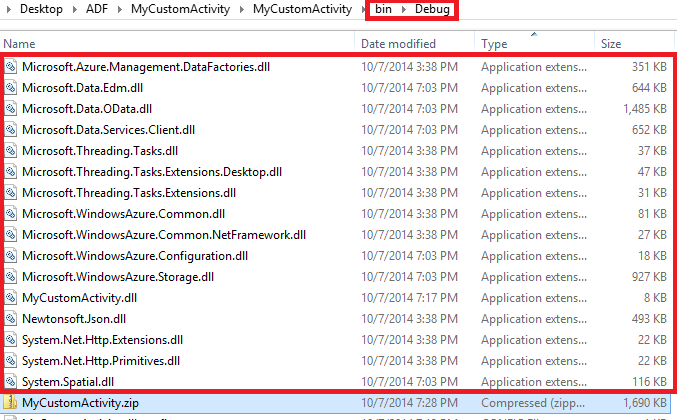 Desktop ADF MyCustomActivity MyCustomActivity bin Debug
Name Date modified Type Size
Microsoft.Azure.Management.DataFactories.dll 10/7/2014 3:38 PM Application extens... 351 KB
Microsoft.Data.Edm.dll 10/7/2014 7:03 PM Application extens... 644 KB
Microsoft.Data.OData.dll 10/7/2014 7:03 PM Application extens... 1,485 KB
Microsoft.Data.Services.Client.dll 10/7/2014 7:03 PM Application extens... 652 KB
Microsoft.Threading.Tasks.dll 10/7/2014 3:38 PM Application extens... 37 KB
Microsoft.Threading.Tasks.Extensions.Desktop.dll 10/7/2014 3:38 PM Application extens... 47 KB
Microsoft.Threading.Tasks.Extensions.dll 10/7/2014 3:38 PM Application extens... 31 KB
Microsoft.WindowsAzure.Common.dll 10/7/2014 3:38 PM Application extens... 81 KB
Microsoft.WindowsAzure.Common.NetFramework.dll 10/7/2014 3:38 PM Application extens... 27 KB
Microsoft.WindowsAzure.Configuration.dll 10/7/2014 7:03 PM Application extens... 18 KB
Microsoft.WindowsAzure.Storage.dll 10/7/2014 7:03 PM Application extens... 927 KB
MyCustomActivity.dll 10/7/2014 7:17 PM Application extens... 8 KB
Newtonsoft.Json.dll 10/7/2014 3:38 PM Application extens... 493 KB
System.Net.Http.Extensions.dll 10/7/2014 3:38 PM Application extens... 22 KB
System.Net.Http.Primitives.dll 10/7/2014 3:38 PM Application extens... 22 KB
System.Spatial.dll 10/7/2014 7:03 PM Application extens... 116 KB
MyCustomActivity.zip 10/7/2014 7:28 PM Compressed (zipp... 1,690 KB